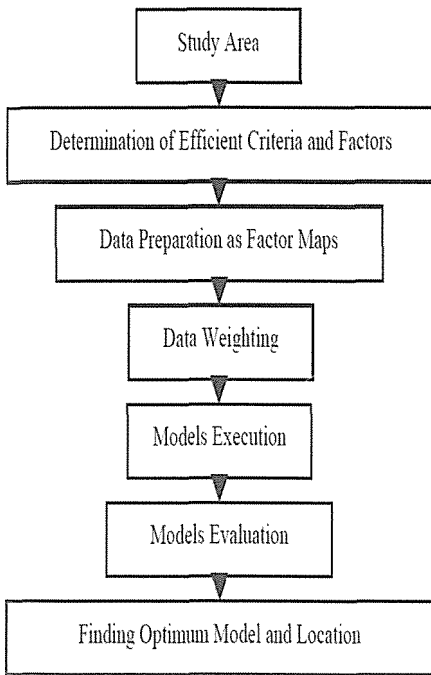 Study Area
Determination of Efficient Criteria and Factors
Data Preparation as Factor Maps
Data Weighting
Models Execution
Models Evaluation
Finding Optimum Model and Location